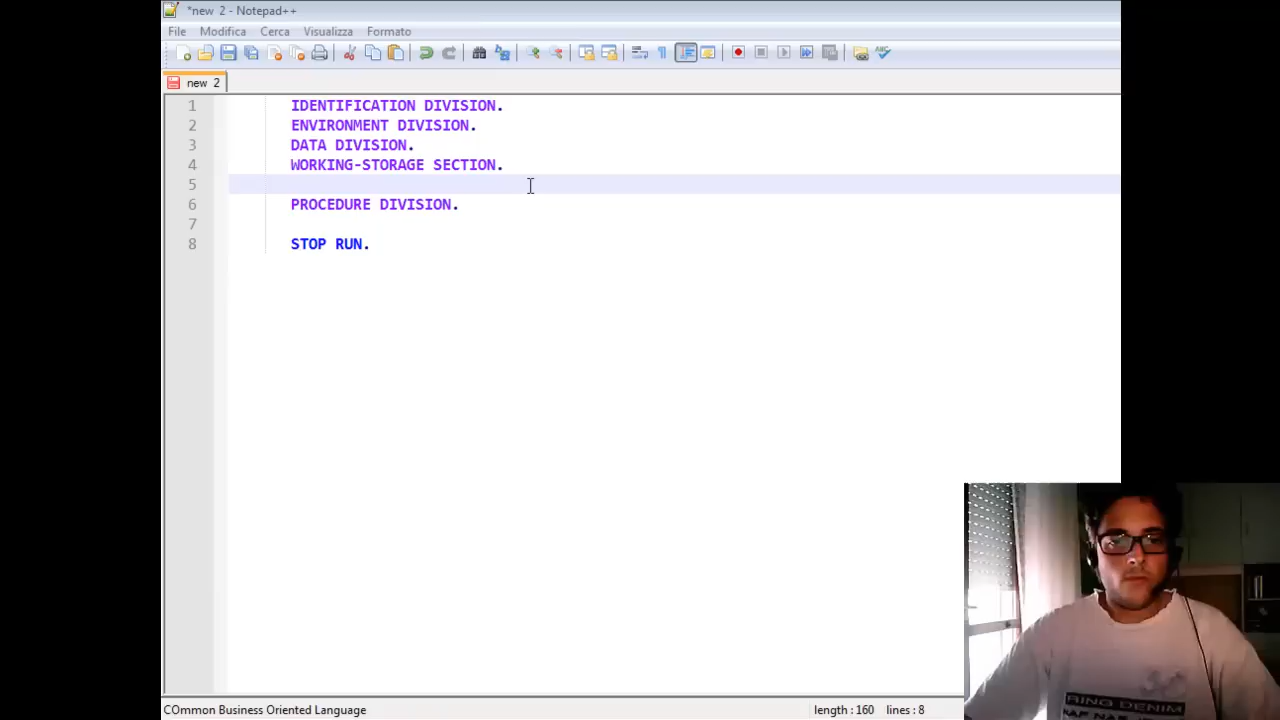 *new 2 - Notepad++
File Modifica Cerca Visualizza Formato
new 2
1 IDENTIFICATION DIVISION.
2 ENVIRONMENT DIVISION.
3 DATA DIVISION.
4 WORKING-STORAGE SECTION.
5
6 PROCEDURE DIVISION.
7
8 STOP RUN.
RING DENIM
COmmon Business Oriented Language length : 160 lines : 8